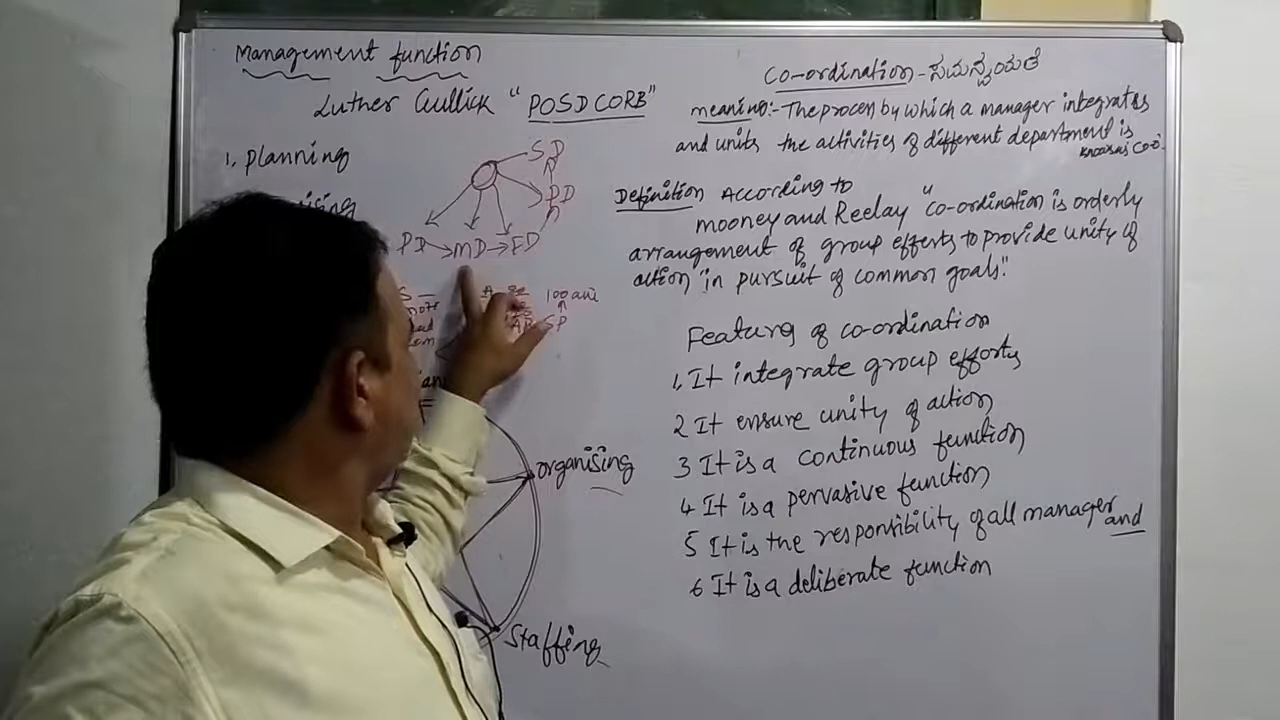 Management function
Luther Gullick "POSDCORB"
1, planning
ising
SD
PD
PD → MD → FD
S —
100 ani
SP
organising
Staffing
Co-ordination - ಸಮನ್ವಯತೆ
meaning:- The proces by which a manager integrates
and units the activities of different department is
known as Co-o.
Definition According to
mooney and Reelay "co-ordination is orderly
arrangement of group efforts to provide unity of
action "in pursuit of common goals."
Feature of co-ordination
1, It integrate group efforts
2 It ensure unity of action
3 It is a continuous function
4 It is a pervasive function
5 It is the responsibility of all manager and
6 It is a deliberate function